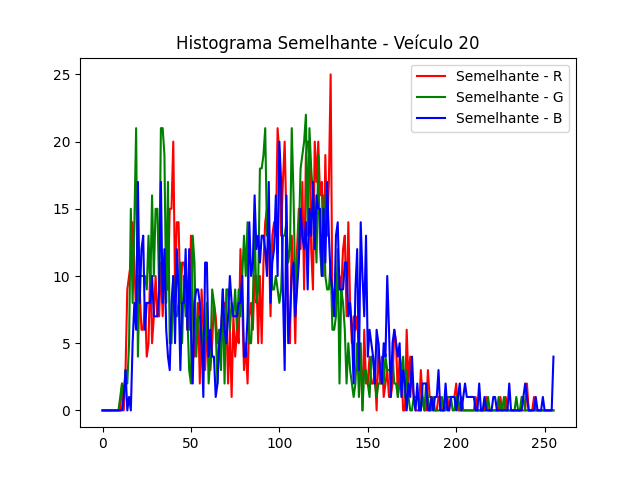 Histograma Semelhante - Veículo 20
Semelhante - R
Semelhante - G
Semelhante - B
25
20
15
10
5
0
0 50 100 150 200 250